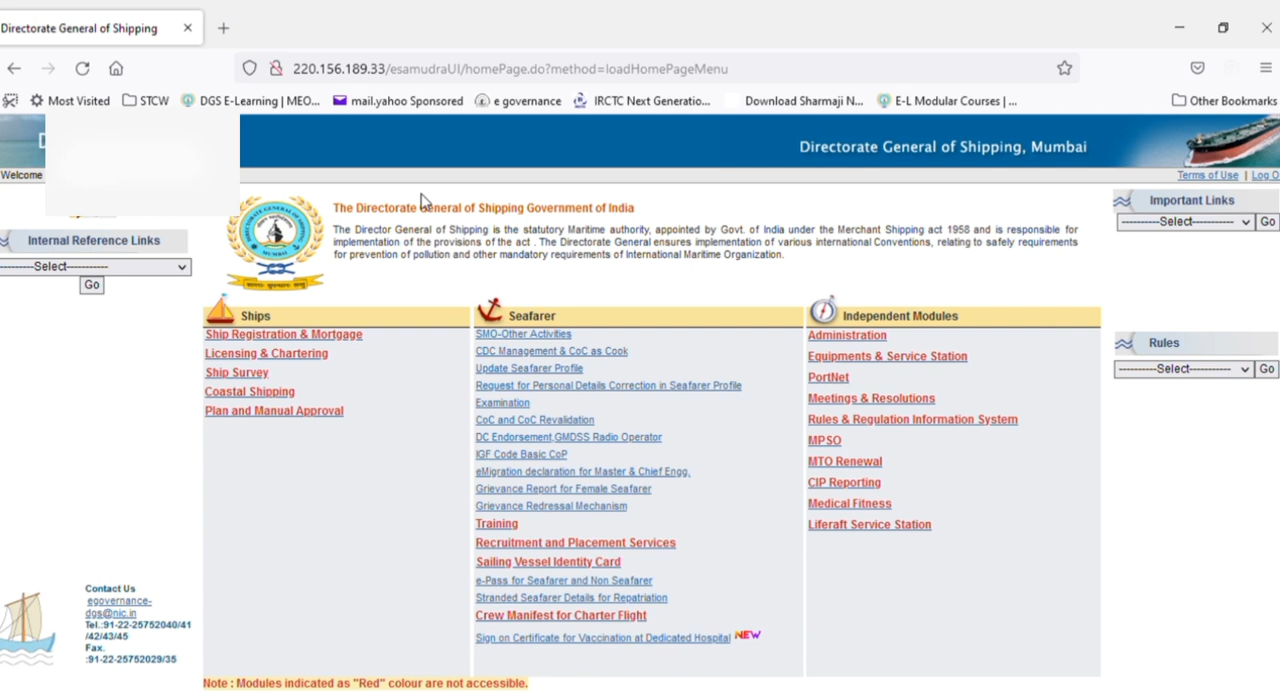 Directorate General of Shipping
220.156.189.33/esamudraUI/homePage.do?method=loadHomePageMenu
Most Visited
STCW
DGS E-Learning | MEO...
mail.yahoo Sponsored
e governance
IRCTC Next Generatio...
Download Sharmaji N...
E-L Modular Courses | ...
Other Bookmarks
Directorate General of Shipping, Mumbai
Welcome
Terms of Use | Log O
Internal Reference Links
----------Select-----------
Go
The Directorate General of Shipping Government of India
The Director General of Shipping is the statutory Maritime authority, appointed by Govt. of India under the Merchant Shipping act 1958 and is responsible for
implementation of the provisions of the act . The Directorate General ensures implementation of various international Conventions, relating to safely requirements
for prevention of pollution and other mandatory requirements of International Maritime Organization.
Important Links
----------Select-----------
Go
Ships
Ship Registration & Mortgage
Licensing & Chartering
Ship Survey
Coastal Shipping
Plan and Manual Approval
Seafarer
SMO-Other Activities
CDC Management & CoC as Cook
Update Seafarer Profile
Request for Personal Details Correction in Seafarer Profile
Examination
CoC and CoC Revalidation
DC Endorsement,GMDSS Radio Operator
IGF Code Basic CoP
eMigration declaration for Master & Chief Engg.
Grievance Report for Female Seafarer
Grievance Redressal Mechanism
Training
Recruitment and Placement Services
Sailing Vessel Identity Card
e-Pass for Seafarer and Non Seafarer
Stranded Seafarer Details for Repatriation
Crew Manifest for Charter Flight
Sign on Certificate for Vaccination at Dedicated Hospital NEW
Independent Modules
Administration
Equipments & Service Station
PortNet
Meetings & Resolutions
Rules & Regulation Information System
MPSO
MTO Renewal
CIP Reporting
Medical Fitness
Liferaft Service Station
Rules
----------Select-----------
Go
Contact Us
egovernance-
dgs@nic.in
Tel.:91-22-25752040/41
/42/43/45
Fax.
:91-22-25752029/35
Note : Modules indicated as "Red" colour are not accessible.